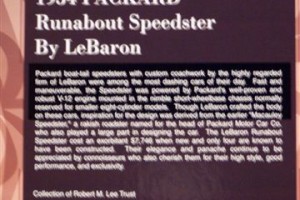 1934 PACKARD
Runabout Speedster
By LeBaron
Packard boat-tail speedsters with custom coachwork by the highly regarded
firm of LeBaron were among the most dashing cars of their day. Fast and
maneuverable, the Speedster was powered by Packard's well-proven and
robust V-12 engine mounted in the nimble short-wheelbase chassis normally
reserved for smaller eight-cylinder models. Though LeBaron crafted the body
on these cars, inspiration for the design was derived from the earlier "Macauley
Speedster," a rakish roadster named for the head of Packard Motor Car Co.
who also played a large part in designing the car. The LeBaron Runabout
Speedster cost an exorbitant $7,746 when new and only four are known to
have been constructed. Their elegance and panache continue to be
appreciated by connoisseurs who also cherish them for their high style, good
performance, and exclusivity.
Collection of Robert M. Lee Trust